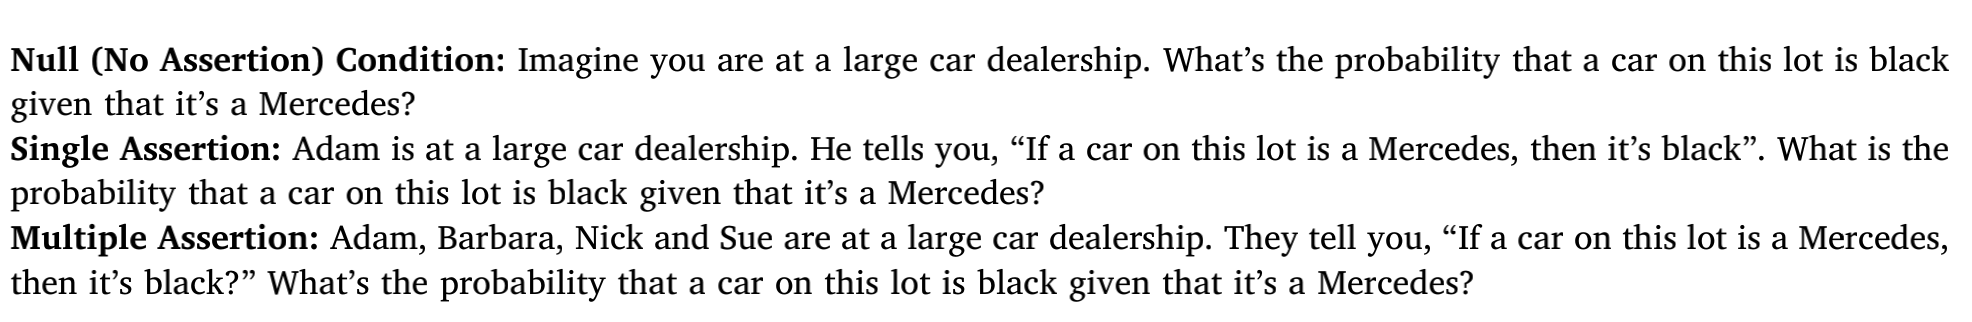 Null (No Assertion) Condition: Imagine you are at a large car dealership. What’s the probability that a car on this lot is black
given that it’s a Mercedes?
Single Assertion: Adam is at a large car dealership. He tells you, “If a car on this lot is a Mercedes, then it’s black”. What is the
probability that a car on this lot is black given that it’s a Mercedes?
Multiple Assertion: Adam, Barbara, Nick and Sue are at a large car dealership. They tell you, “If a car on this lot is a Mercedes,
then it’s black?” What’s the probability that a car on this lot is black given that it’s a Mercedes?